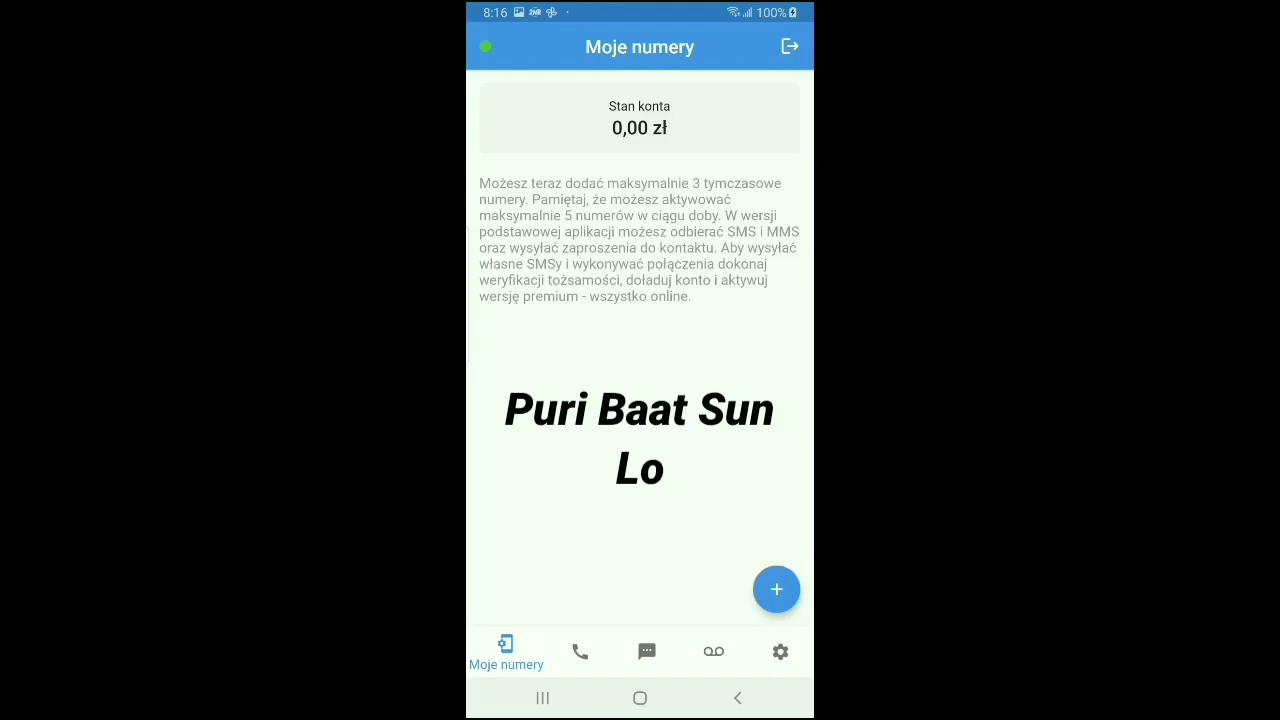 8:16
100%
Moje numery
Stan konta
0,00 zł
Możesz teraz dodać maksymalnie 3 tymczasowe
numery. Pamiętaj, że możesz aktywować
maksymalnie 5 numerów w ciągu doby. W wersji
podstawowej aplikacji możesz odbierać SMS i MMS
oraz wysyłać zaproszenia do kontaktu. Aby wysyłać
własne SMSy i wykonywać połączenia dokonaj
weryfikacji tożsamości, doładuj konto i aktywuj
wersję premium - wszystko online.
Puri Baat Sun
Lo
Moje numery